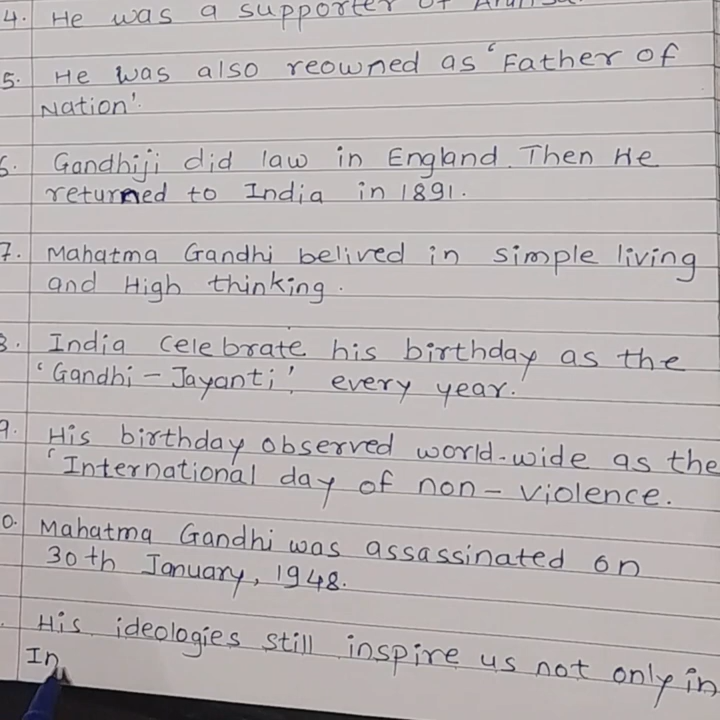 4. He was a supporter of
5. He was also reowned as 'Father of
Nation'.
6. Gandhiji did law in England. Then He
returned to India in 1891.
7. Mahatma Gandhi belived in simple living
and High thinking.
8. India celebrate his birthday as the
'Gandhi - Jayanti' every year.
9. His birthday observed world-wide as the
'International day of non - violence.
0. Mahatma Gandhi was assassinated on
30th January, 1948.
. His ideologies still inspire us not only in
In